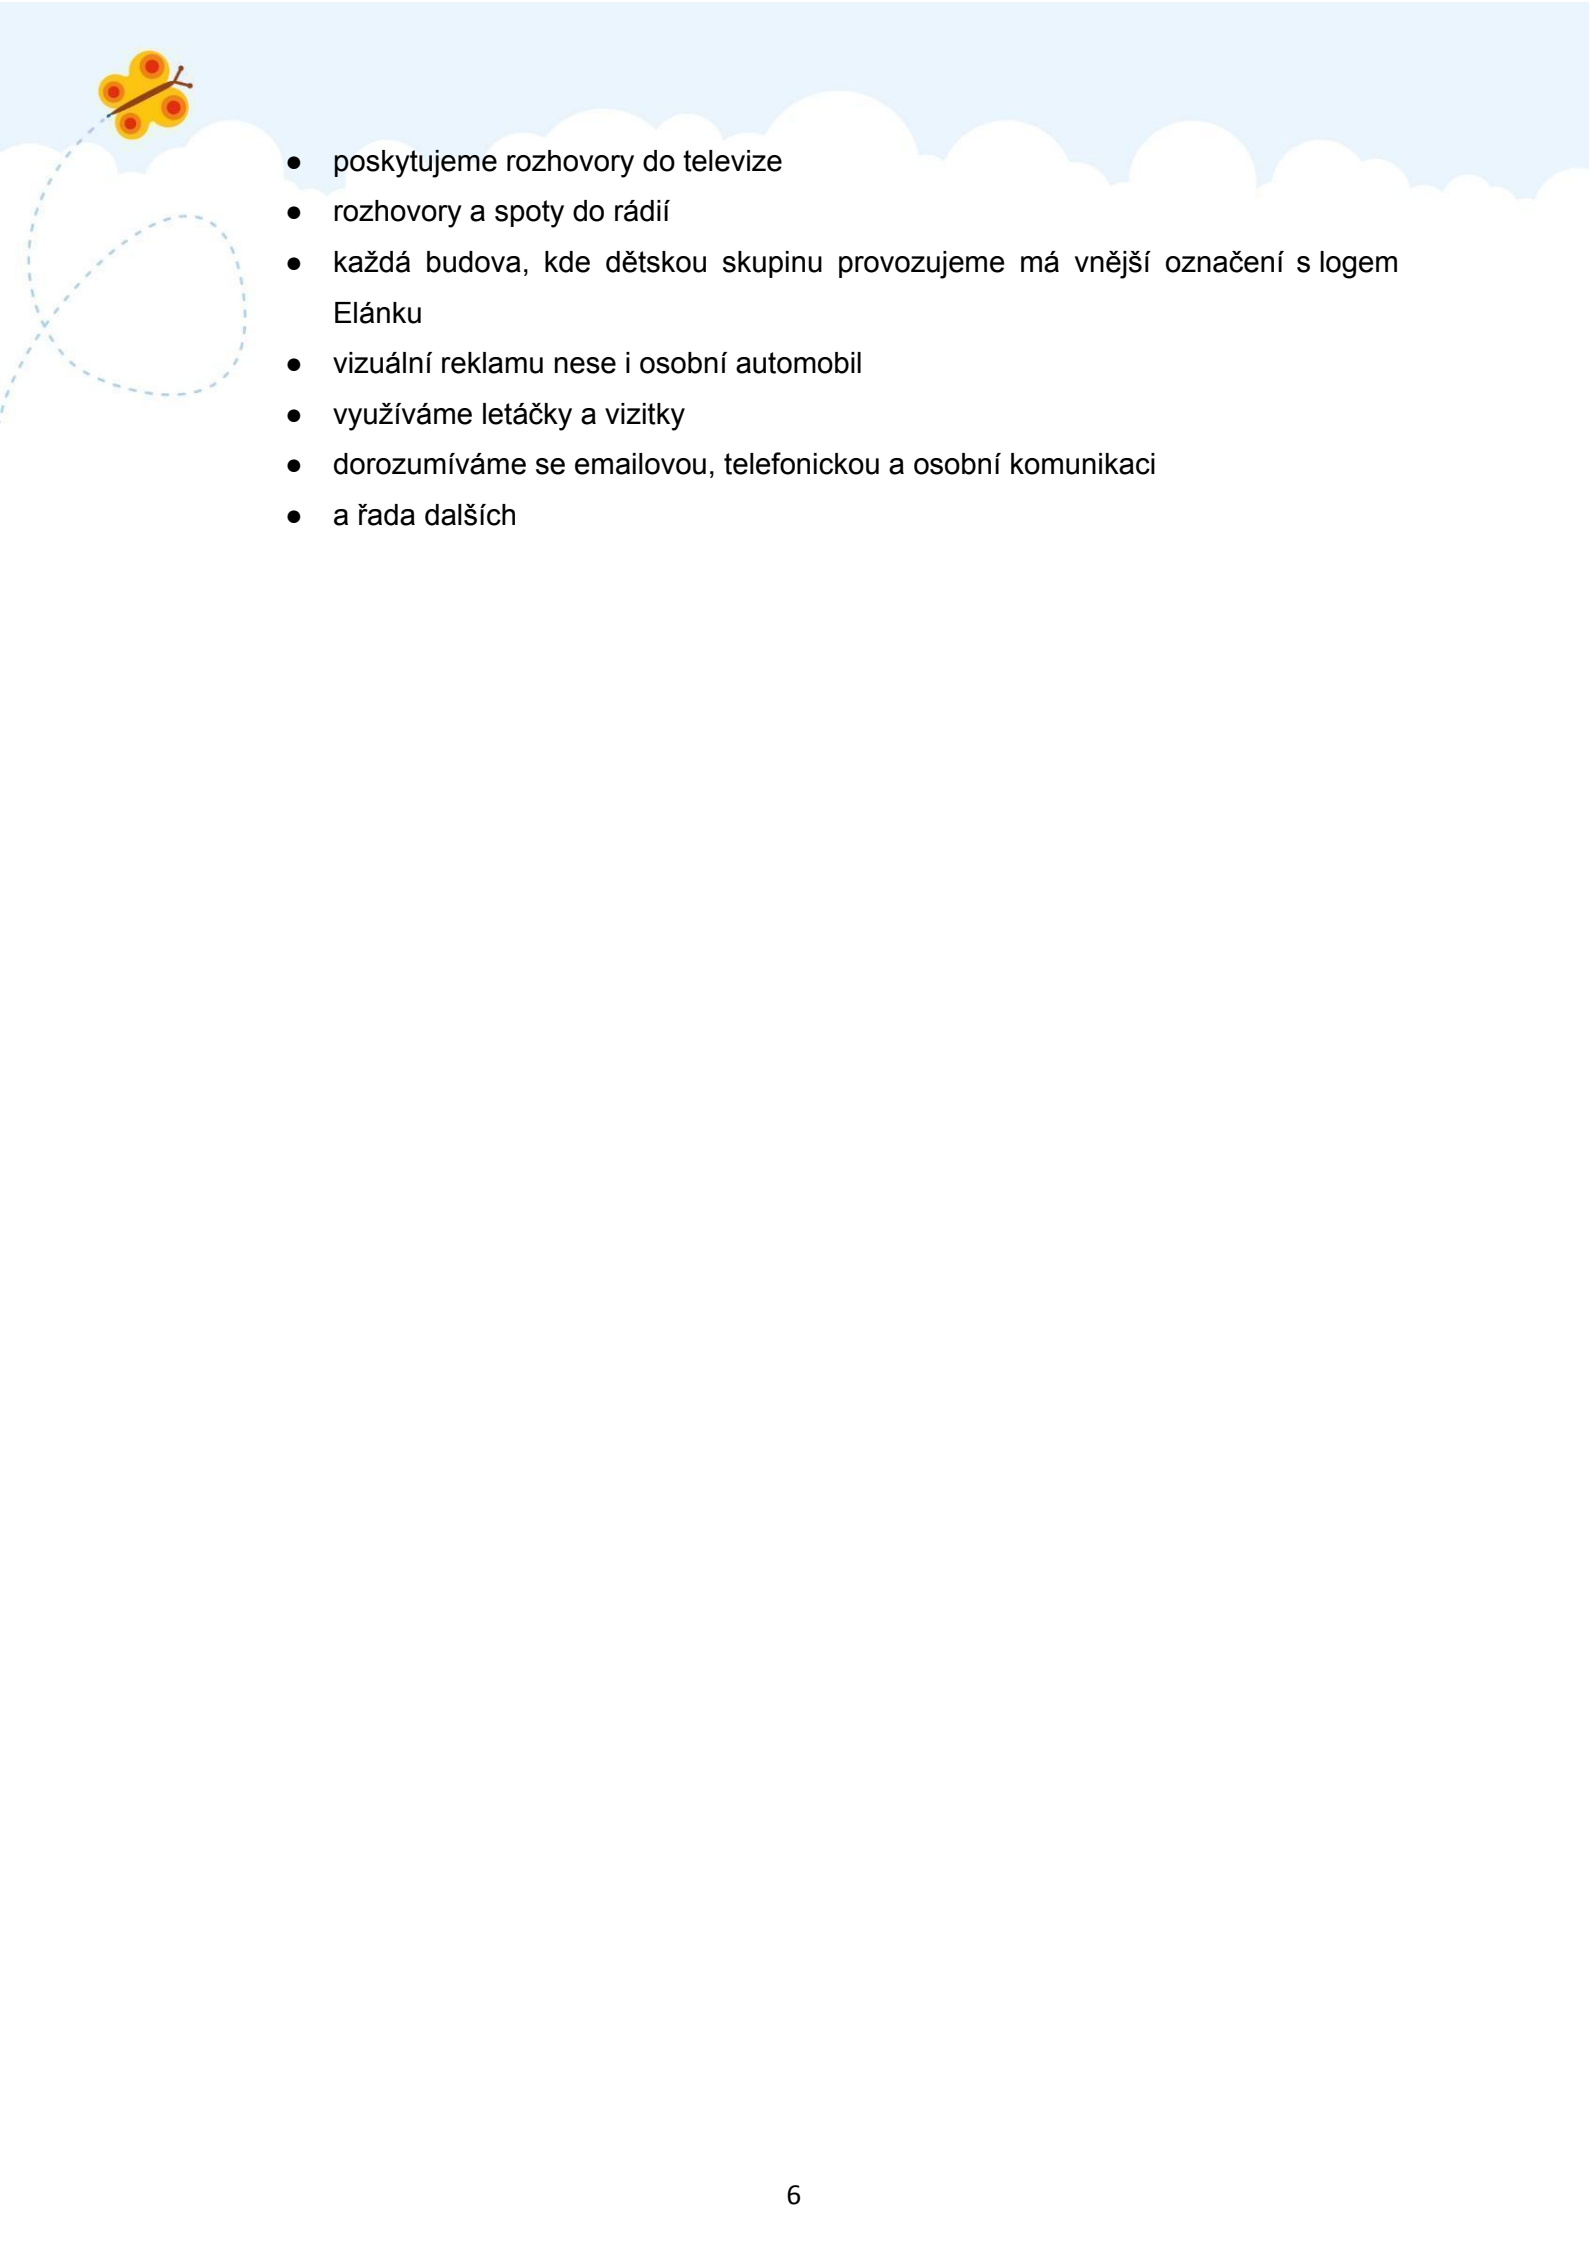 ● poskytujeme rozhovory do televize
● rozhovory a spoty do rádií
● každá budova, kde dětskou skupinu provozujeme má vnější označení s logem
Elánku
● vizuální reklamu nese i osobní automobil
● využíváme letáčky a vizitky
● dorozumíváme se emailovou, telefonickou a osobní komunikaci
● a řada dalších
6